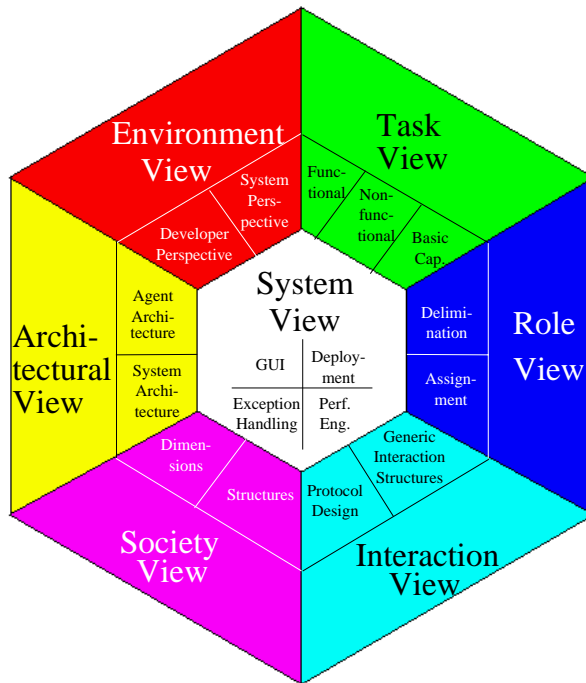 Environment
View
System
Pers-
pective
Developer
Perspective
Task
View
Func-
tional
Non-
func-
tional
Basic
Cap.
Archi-
tectural
View
Agent
Archi-
tecture
System
Archi-
tecture
System
View
GUI
Deploy-
ment
Exception
Handling
Perf.
Eng.
Delimi-
nation
Assign-
ment
Role
View
Dimen-
sions
Structures
Society
View
Generic
Interaction
Structures
Protocol
Design
Interaction
View